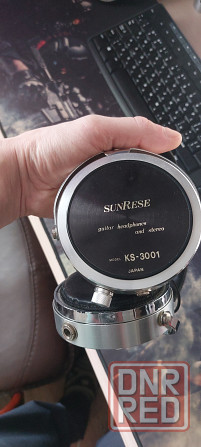 SUNRESE
guitar headphones
and stereo
MODEL KS-3001
JAPAN
DNR
RED